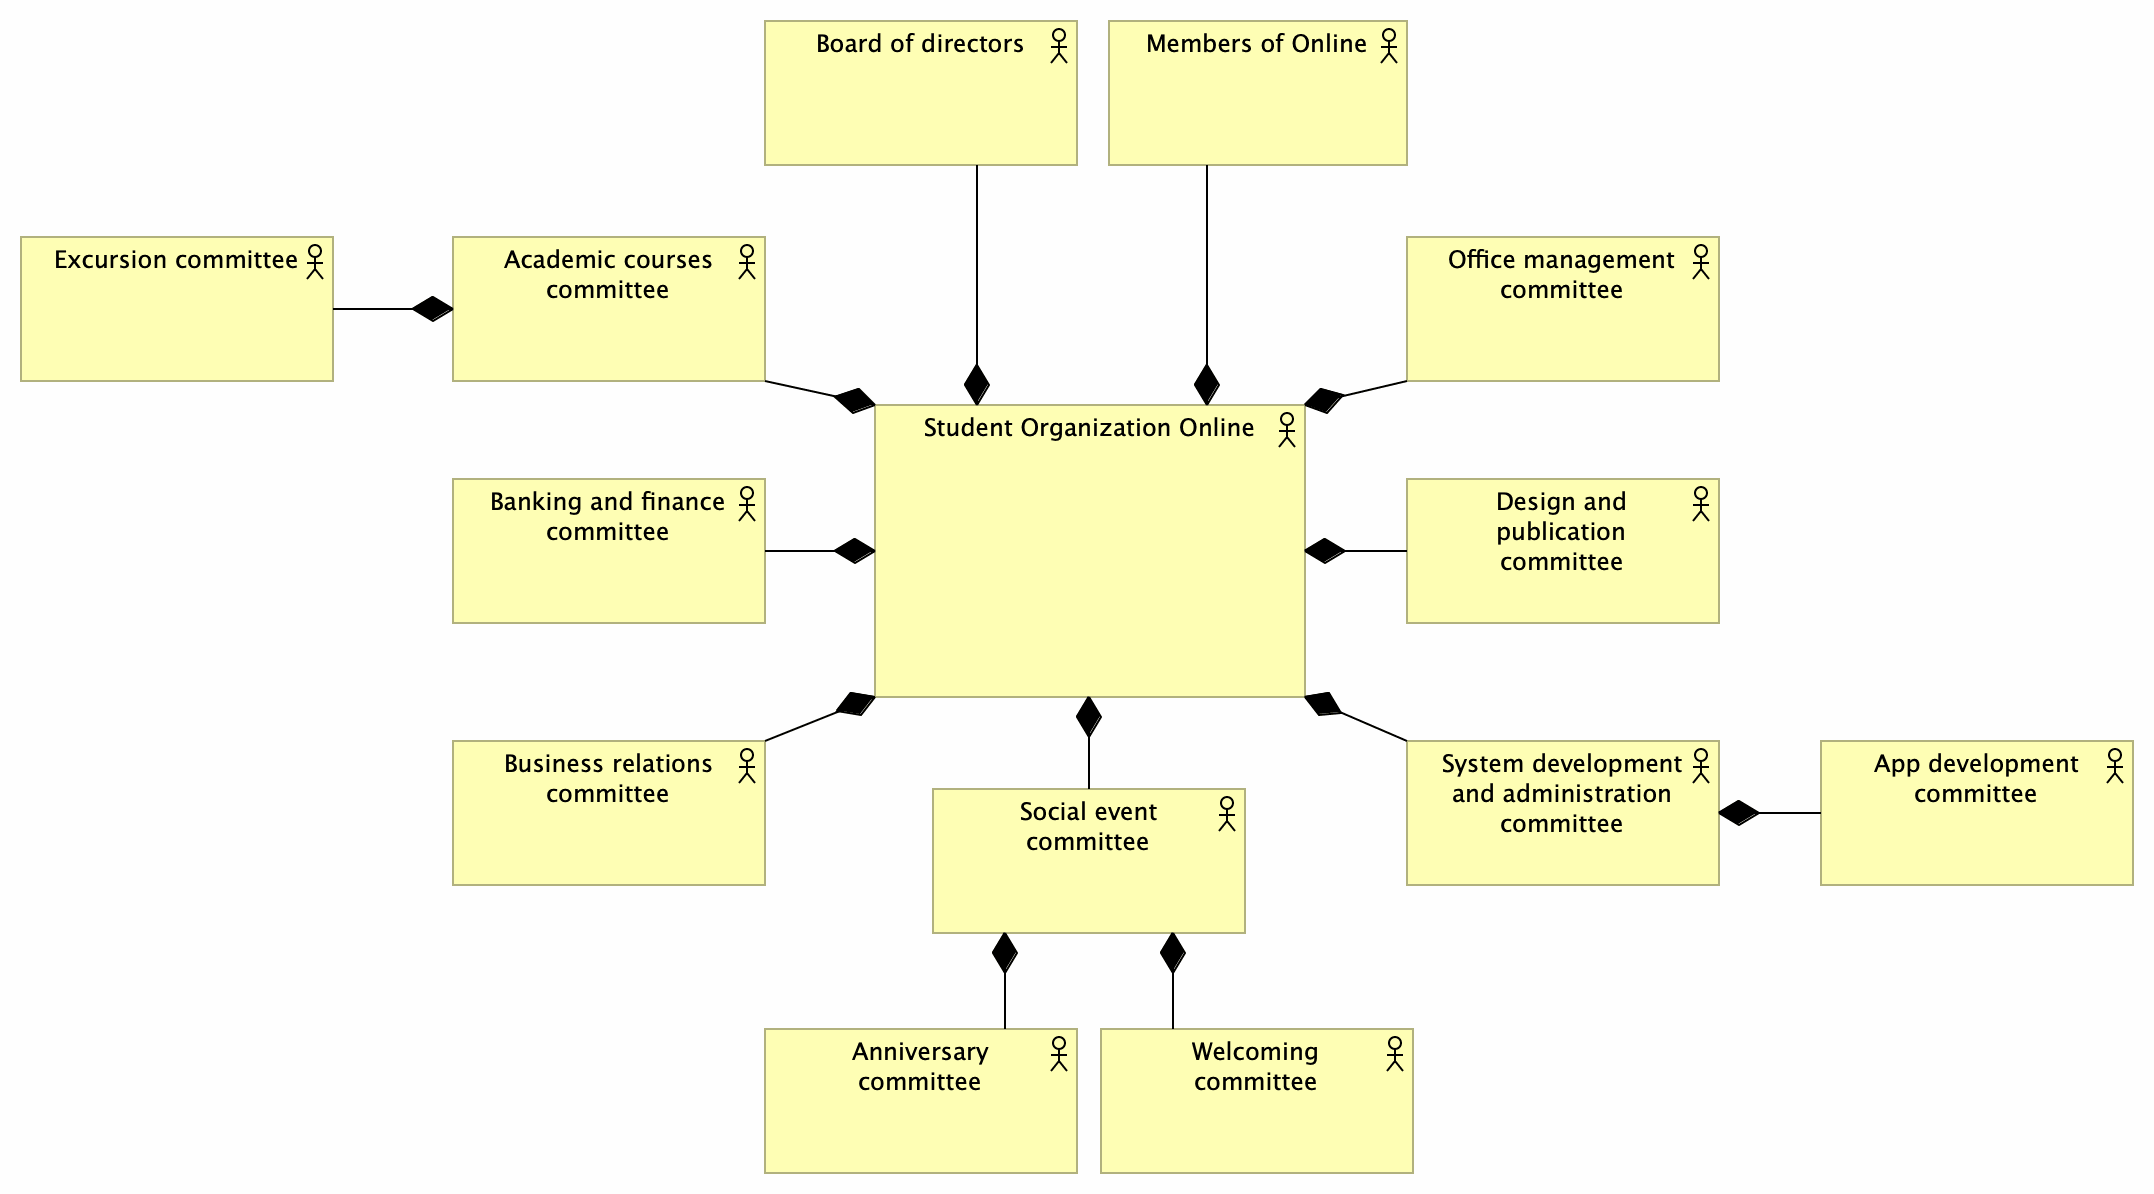 Board of directors
Members of Online
Excursion committee
Academic courses
committee
Office management
committee
Student Organization Online
Banking and finance
committee
Design and
publication
committee
Business relations
committee
Social event
committee
System development
and administration
committee
App development
committee
Anniversary
committee
Welcoming
committee